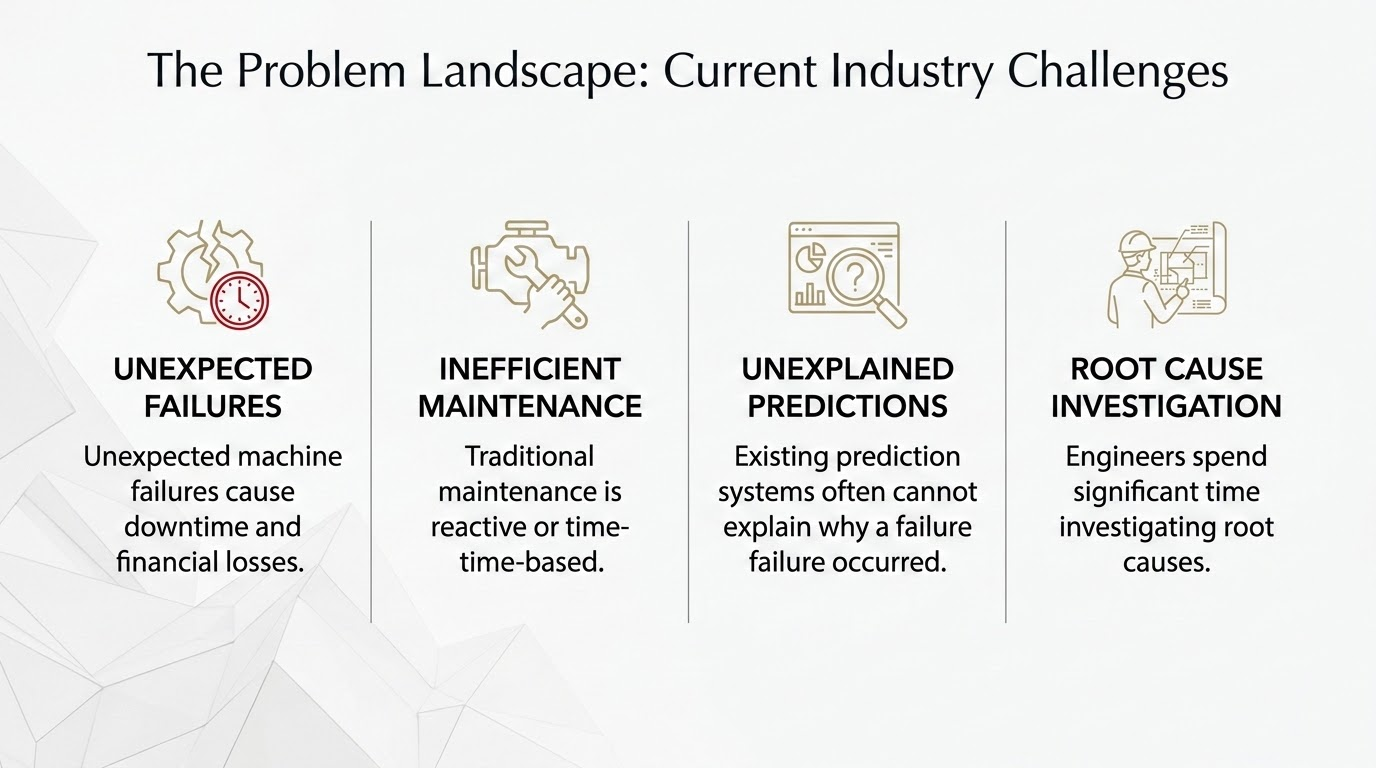 The Problem Landscape: Current Industry Challenges
UNEXPECTED
FAILURES
Unexpected machine
failures cause
downtime and
financial losses.
INEFFICIENT
MAINTENANCE
Traditional
maintenance is
reactive or time-
time-based.
UNEXPLAINED
PREDICTIONS
Existing prediction
systems often cannot
explain why a failure
failure occurred.
ROOT CAUSE
INVESTIGATION
Engineers spend
significant time
investigating root
causes.